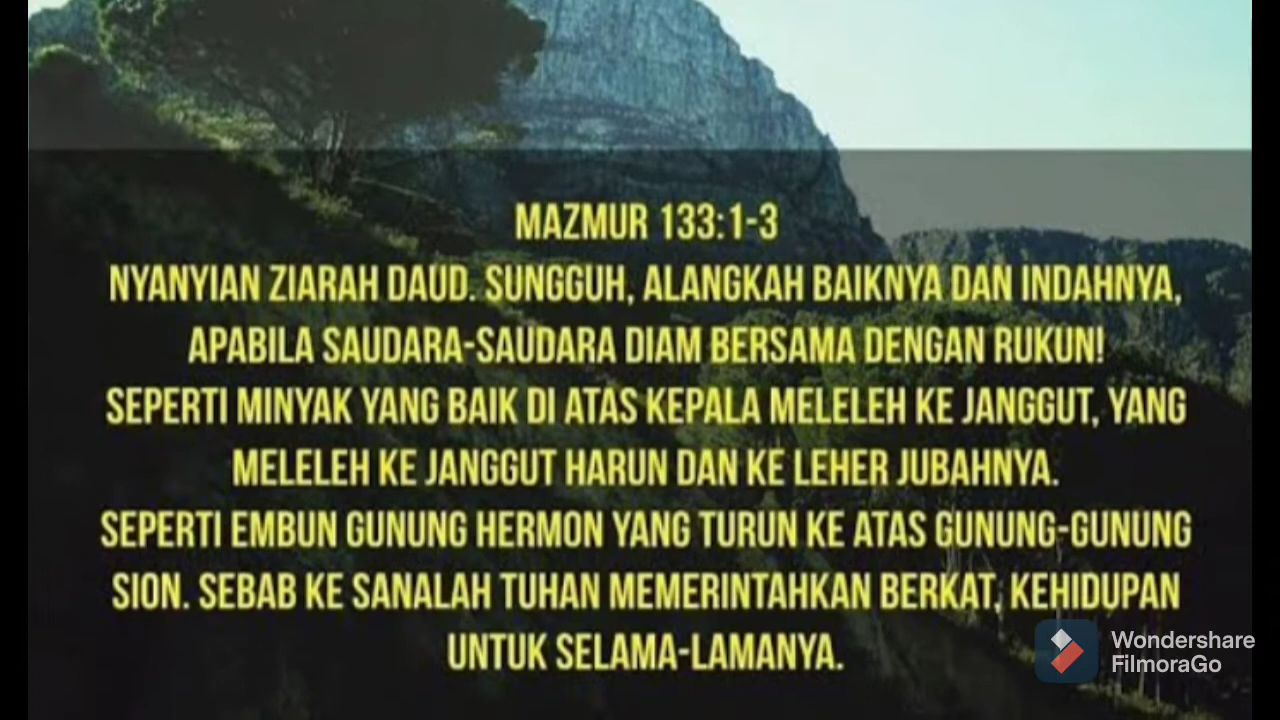 MAZMUR 133:1-3
NYANYIAN ZIARAH DAUD. SUNGGUH, ALANGKAH BAIKNYA DAN INDAHNYA,
APABILA SAUDARA-SAUDARA DIAM BERSAMA DENGAN RUKUN!
SEPERTI MINYAK YANG BAIK DI ATAS KEPALA MELELEH KE JANGGUT, YANG
MELELEH KE JANGGUT HARUN DAN KE LEHER JUBAHNYA.
SEPERTI EMBUN GUNUNG HERMON YANG TURUN KE ATAS GUNUNG-GUNUNG
SION. SEBAB KE SANALAH TUHAN MEMERINTAHKAN BERKAT, KEHIDUPAN
UNTUK SELAMA-LAMANYA.
Wondershare
FilmoraGo